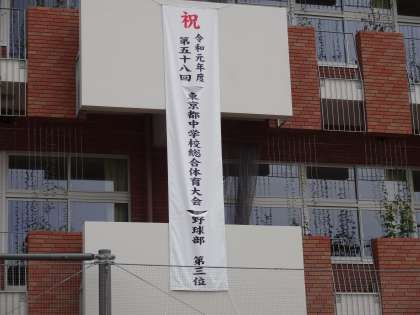 祝
令和元年度
第五十八回
東京都中学校総合体育大会
野球部 第三位